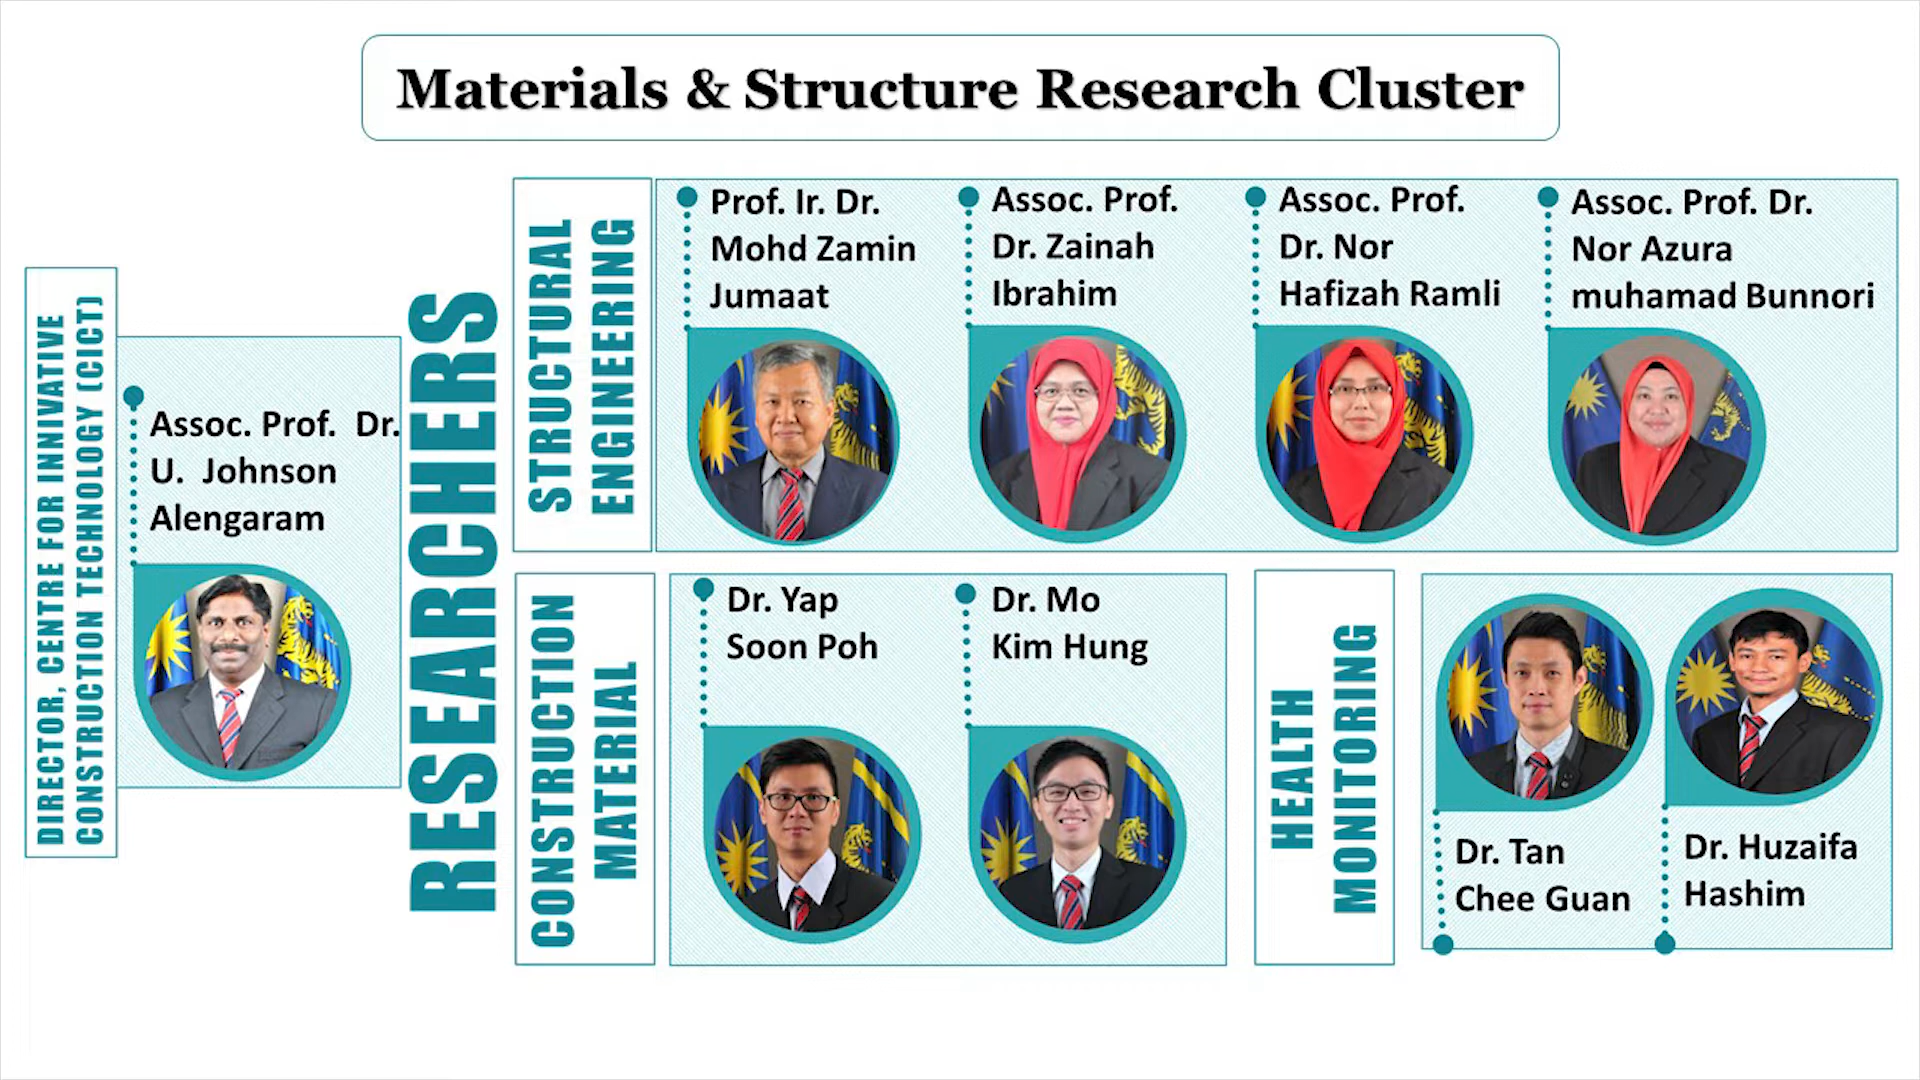 Materials & Structure Research Cluster
DIRECTOR, CENTRE FOR INNIVATIVE
CONSTRUCTION TECHNOLOGY (CICT)
Assoc. Prof. Dr.
U. Johnson
Alengaram
RESEARCHERS
STRUCTURAL
ENGINEERING
Prof. Ir. Dr.
Mohd Zamin
Jumaat
Assoc. Prof.
Dr. Zainah
Ibrahim
Assoc. Prof.
Dr. Nor
Hafizah Ramli
Assoc. Prof. Dr.
Nor Azura
muhamad Bunnori
CONSTRUCTION
MATERIAL
Dr. Yap
Soon Poh
Dr. Mo
Kim Hung
HEALTH
MONITORING
Dr. Tan
Chee Guan
Dr. Huzaifa
Hashim